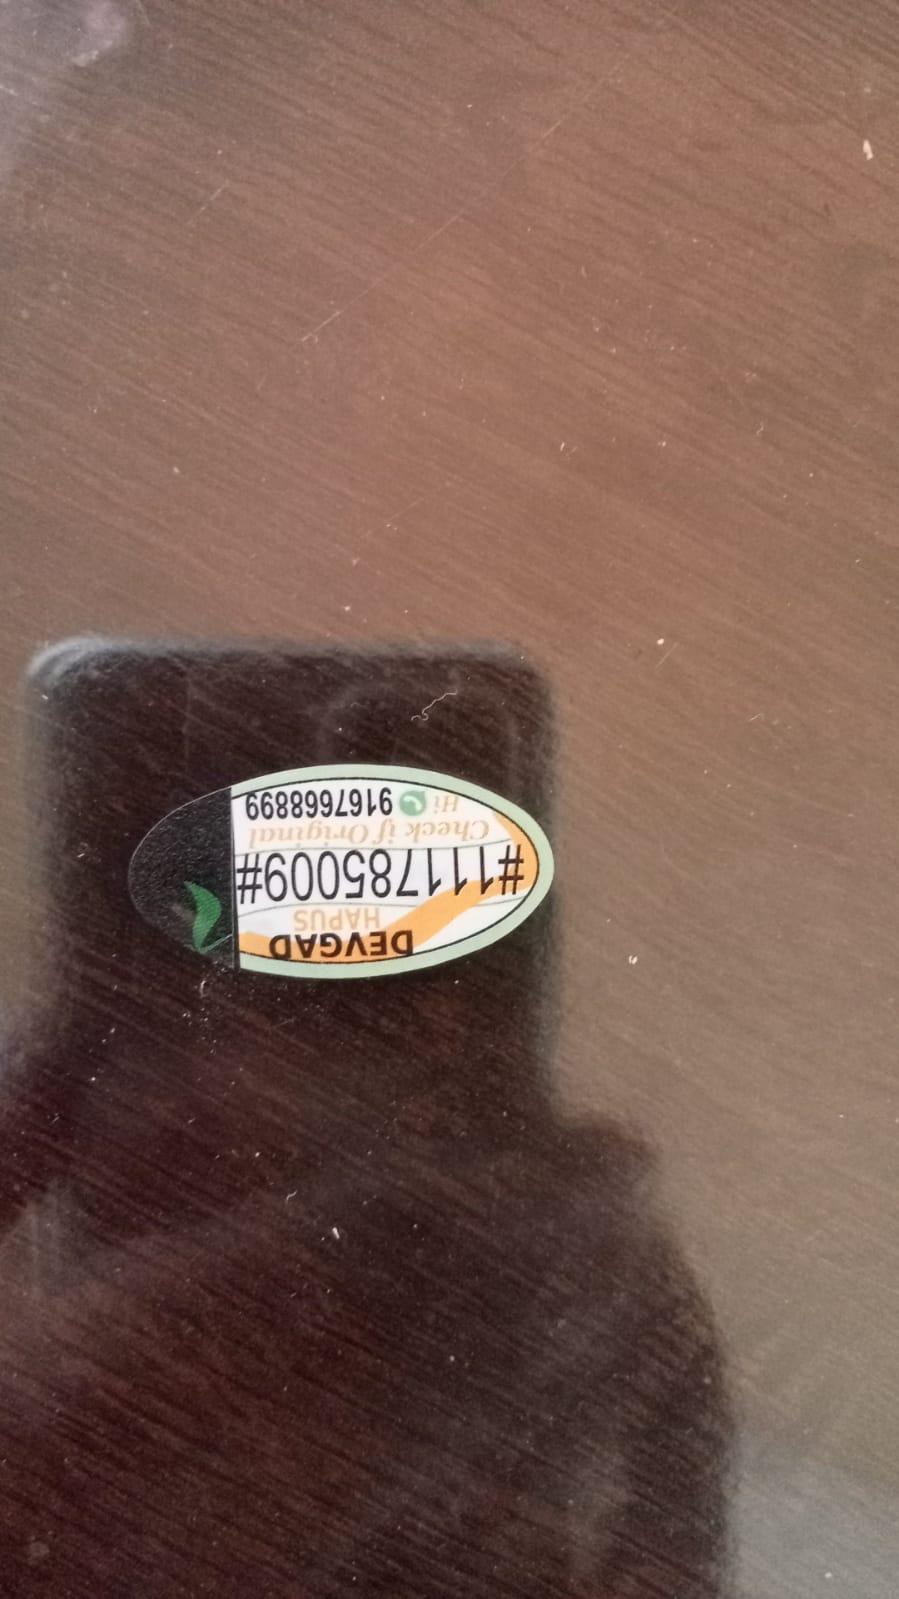 DEVGAD
HAPUS
#111785009#
Check if Original
Hi 9167668899